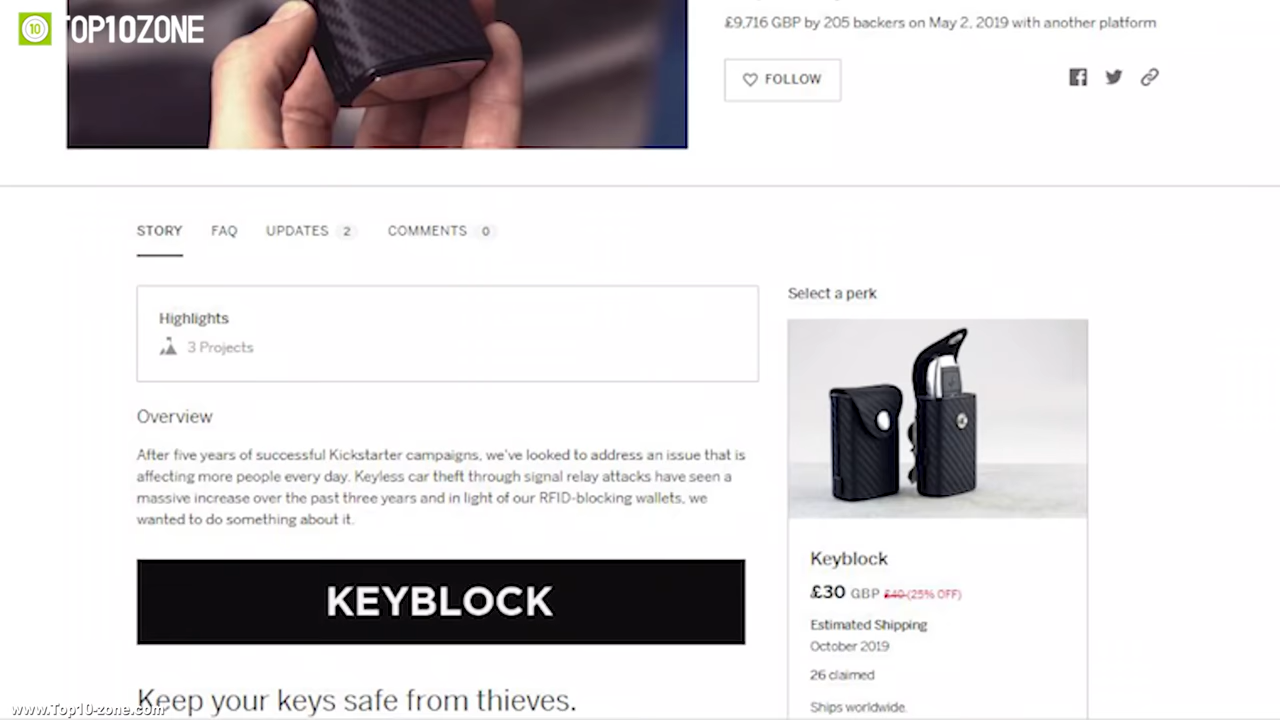 10 TOP10ZONE
£9,716 GBP by 205 backers on May 2, 2019 with another platform
FOLLOW
STORY FAQ UPDATES 2 COMMENTS 0
Highlights
3 Projects
Overview
After five years of successful Kickstarter campaigns, we've looked to address an issue that is
affecting more people every day. Keyless car theft through signal relay attacks have seen a
massive increase over the past three years and in light of our RFID-blocking wallets, we
wanted to do something about it.
KEYBLOCK
Keep your keys safe from thieves.
Select a perk
Keyblock
£30 GBP £40 (25% OFF)
Estimated Shipping
October 2019
26 claimed
Ships worldwide.
www.Top10-zone.com